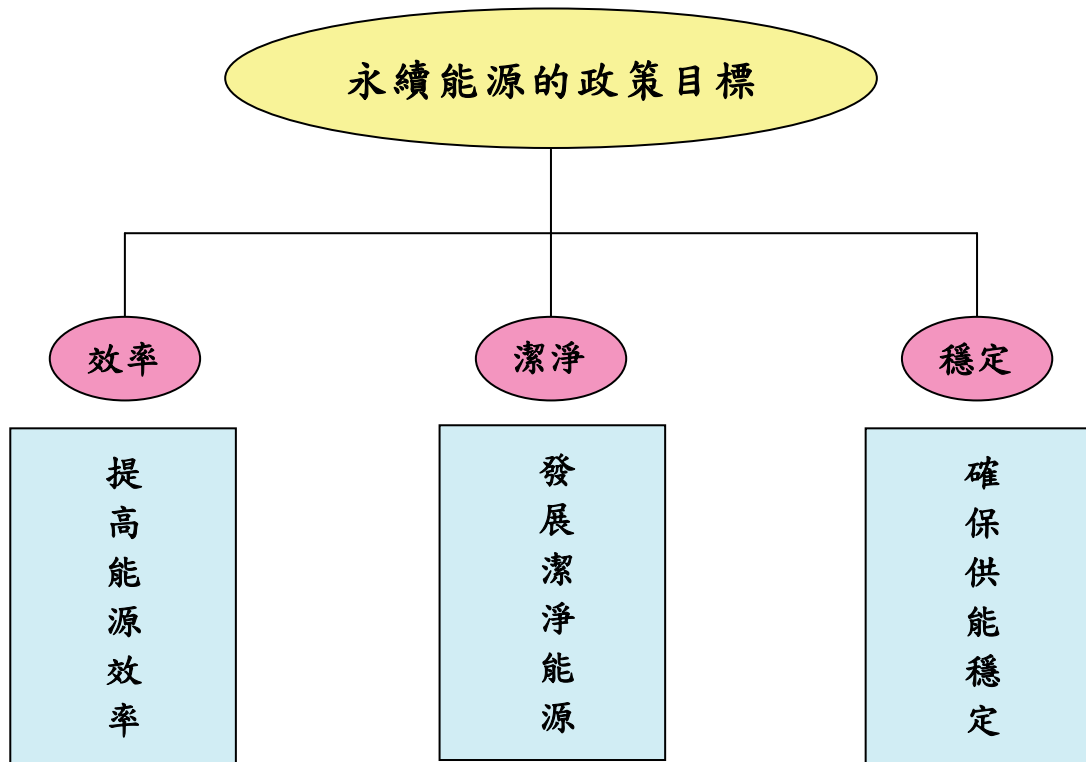 永續能源的政策目標
效率
潔淨
穩定
提高能源效率
發展潔淨能源
確保供能穩定